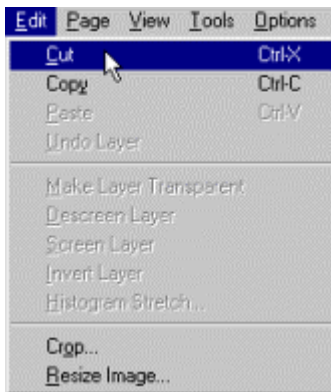 Edit Page View Tools Options
Cut Ctrl-X
Copy Ctrl-C
Paste Ctrl-V
Undo Layer
Make Layer Transparent
Descreen Layer
Screen Layer
Invert Layer
Histogram Stretch...
Crop...
Resize Image...